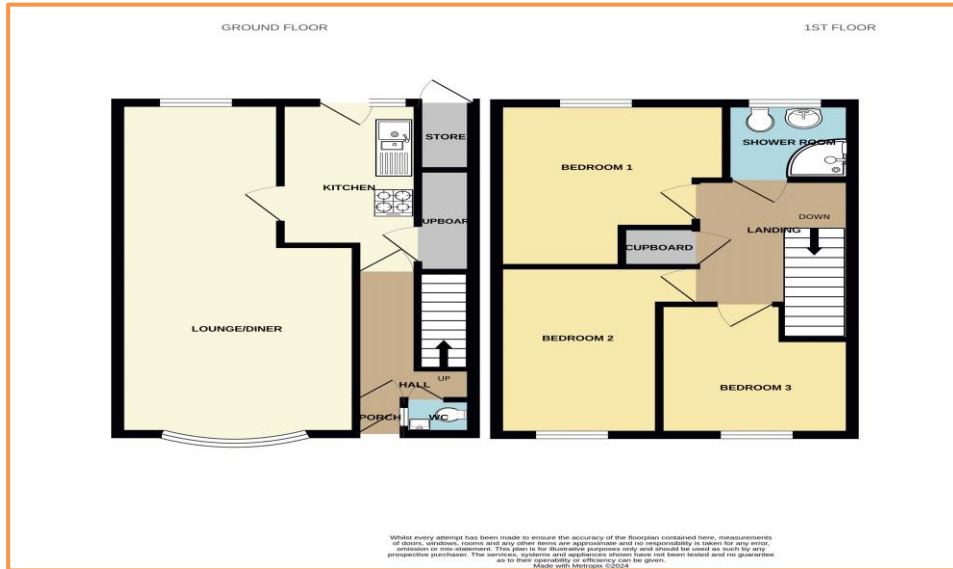 GROUND FLOOR
1ST FLOOR
STORE
KITCHEN
UPBOAR
LOUNGE/DINER
UP
HALL
PORCH
WC
BEDROOM 1
SHOWER ROOM
DOWN
LANDING
CUPBOARD
BEDROOM 2
BEDROOM 3
Whilst every attempt has been made to ensure the accuracy of the floorplan contained here, measurements
of doors, windows, rooms and any other items are approximate and no responsibility is taken for any error,
omission or mis-statement. This plan is for illustrative purposes only and should be used as such by any
prospective purchaser. The services, systems and appliances shown have not been tested and no guarantee
as to their operability or efficiency can be given.
Made with Metropix ©2024